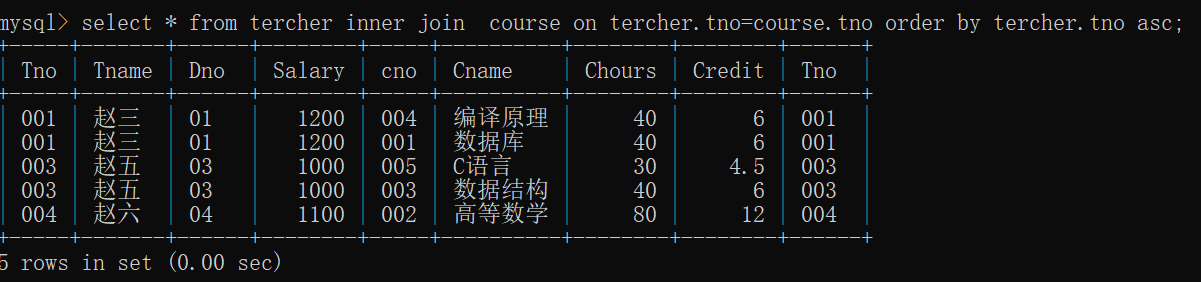 mysql> select * from tercher inner join  course on tercher.tno=course.tno order by tercher.tno asc;
+-----+-------+------+--------+-----+----------+--------+--------+------+
| Tno | Tname | Dno  | Salary | cno | Cname    | Chours | Credit | Tno  |
+-----+-------+------+--------+-----+----------+--------+--------+------+
| 001 | 赵三  | 01   |   1200 | 004 | 编译原理 |     40 |      6 | 001  |
| 001 | 赵三  | 01   |   1200 | 001 | 数据库   |     40 |      6 | 001  |
| 003 | 赵五  | 03   |   1000 | 005 | C语言    |     30 |    4.5 | 003  |
| 003 | 赵五  | 03   |   1000 | 003 | 数据结构 |     40 |      6 | 003  |
| 004 | 赵六  | 04   |   1100 | 002 | 高等数学 |     80 |     12 | 004  |
+-----+-------+------+--------+-----+----------+--------+--------+------+
5 rows in set (0.00 sec)